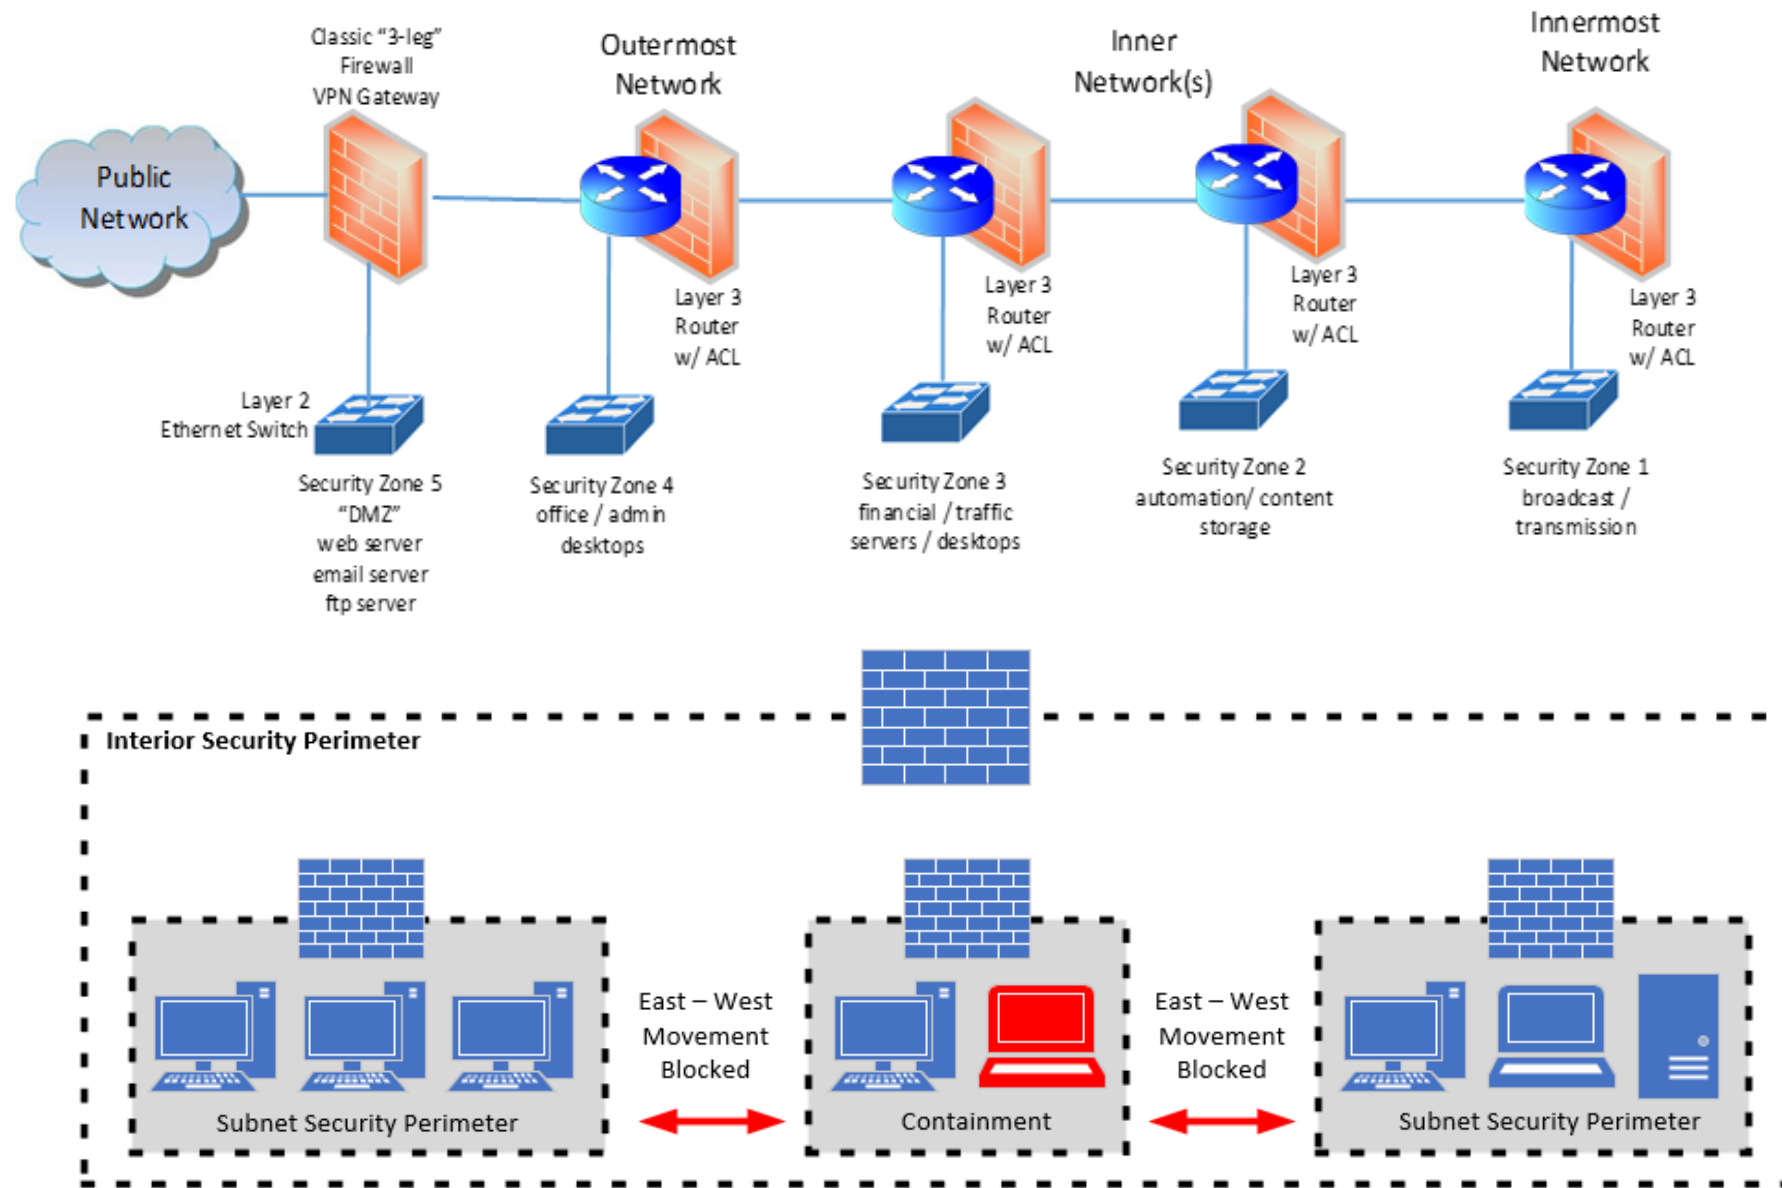 Classic “3-leg”
Firewall
VPN Gateway
Outermost
Network
Inner
Network(s)
Innermost
Network
Public
Network
Layer 3
Router
w/ ACL
Layer 3
Router
w/ ACL
Layer 3
Router
w/ ACL
Layer 3
Router
w/ ACL
Layer 2
Ethernet Switch
Security Zone 5
“DMZ”
web server
email server
ftp server
Security Zone 4
office / admin
desktops
Security Zone 3
financial / traffic
servers / desktops
Security Zone 2
automation/ content
storage
Security Zone 1
broadcast /
transmission
Interior Security Perimeter
East – West
Movement
Blocked
East – West
Movement
Blocked
Subnet Security Perimeter
Containment
Subnet Security Perimeter